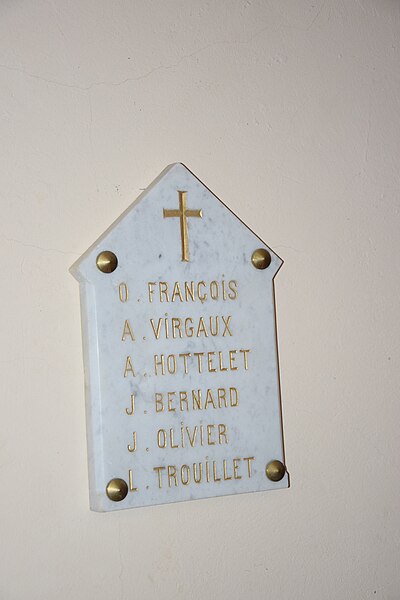 O. FRANÇOIS
A. VIRGAUX
A. HOTTELET
J. BERNARD
J. OLIVIER
L. TROUILLET